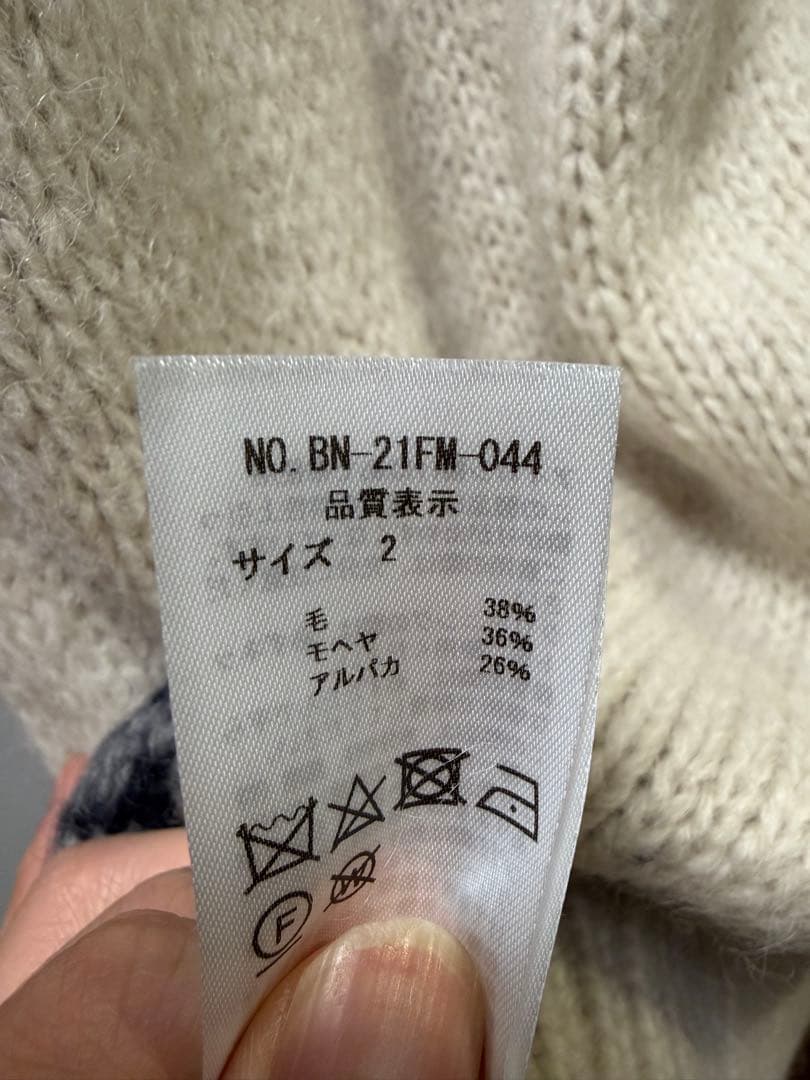 NO. BN-21FM-044
品質表示
サイズ 2
毛 38%
モヘヤ 36%
アルパカ 26%
F
W